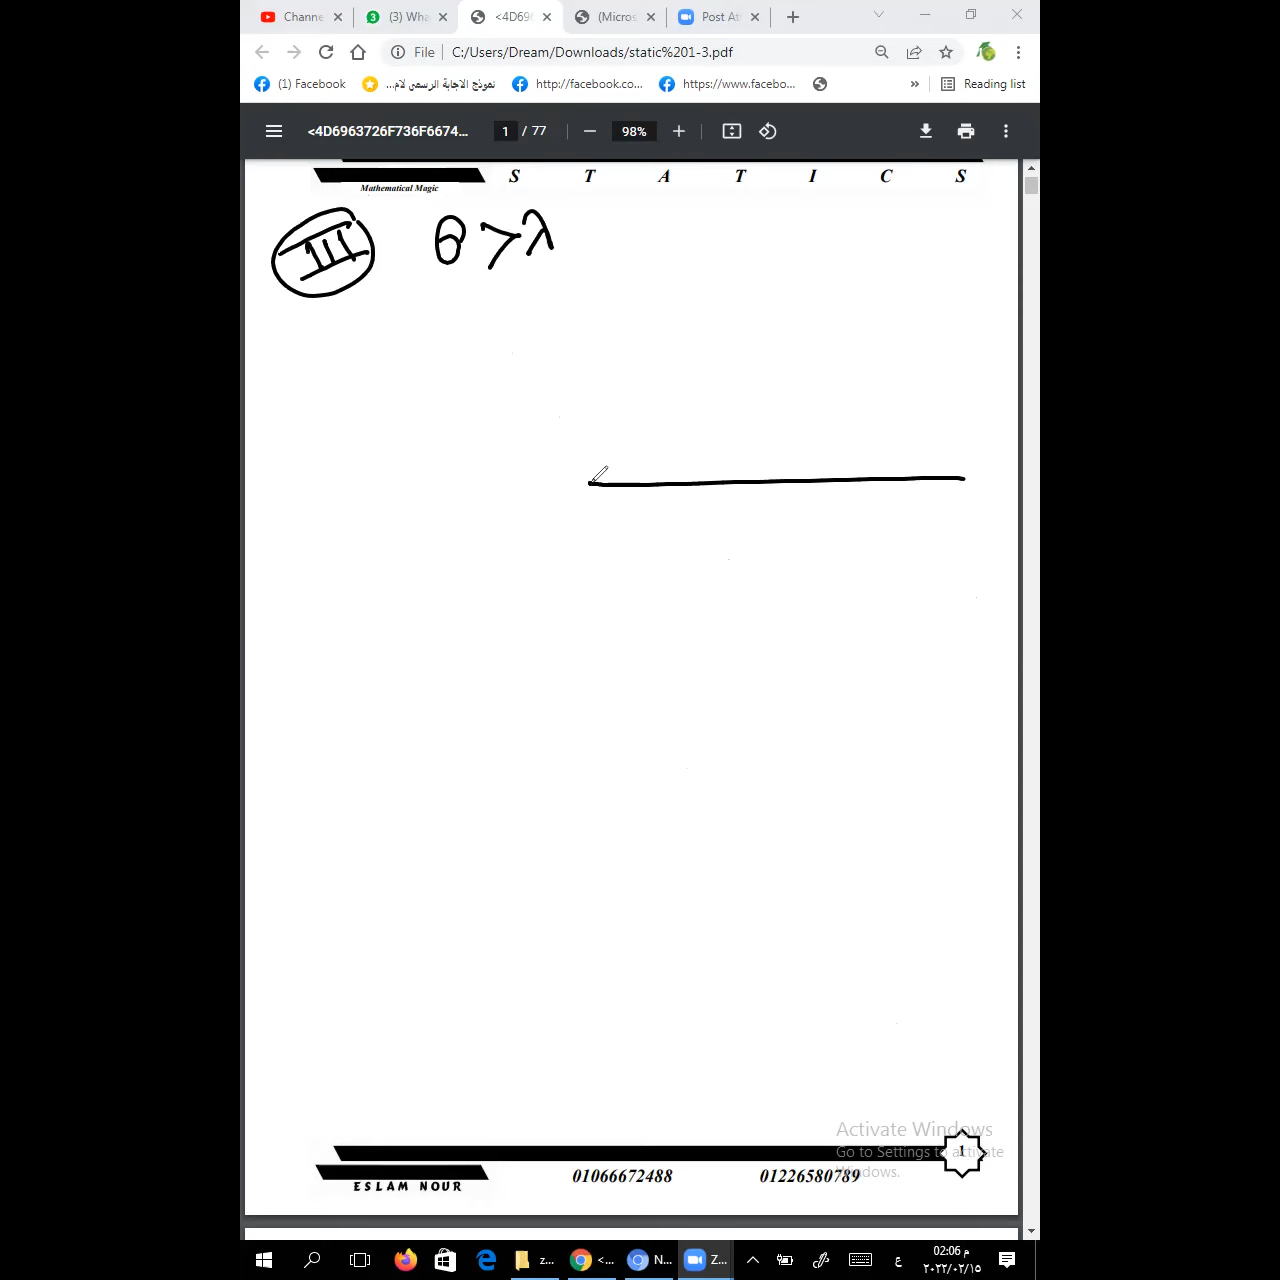 Channe (3) Wha <4D69 (Micros Post At
File C:/Users/Dream/Downloads/static%201-3.pdf
(1) Facebook نموذج الاجابة الرسمى لام... http://facebook.co... https://www.facebo... » Reading list
<4D6963726F736F6674... 1 / 77 98%
S T A T I C S
Mathematical Magic
III θ > λ
Activate Windows
Go to Settings to activate Windows.
1
01066672488 01226580789
ESLAM NOUR
z... <... N... Z... ع 02:06 م
٢٠٢٢/٠٢/١٥